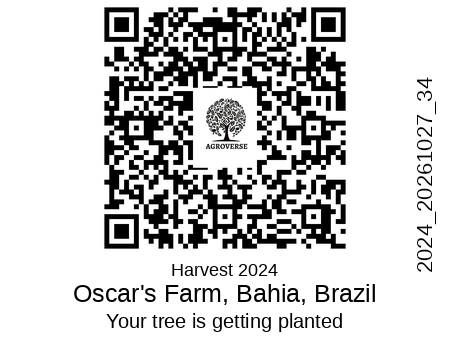 AGROVERSE
2024_20261027_34
Harvest 2024
Oscar's Farm, Bahia, Brazil
Your tree is getting planted